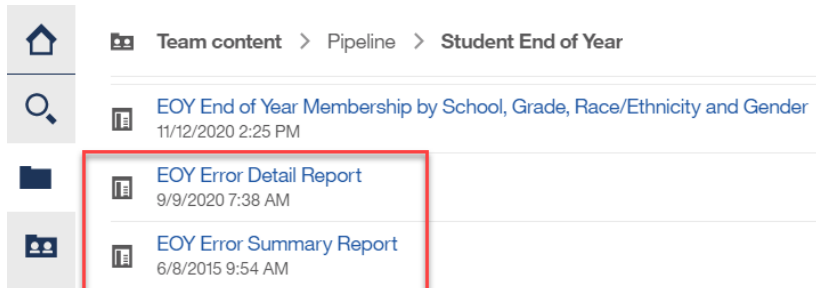 Team content > Pipeline > Student End of Year
EOY End of Year Membership by School, Grade, Race/Ethnicity and Gender
11/12/2020 2:25 PM
EOY Error Detail Report
9/9/2020 7:38 AM
EOY Error Summary Report
6/8/2015 9:54 AM